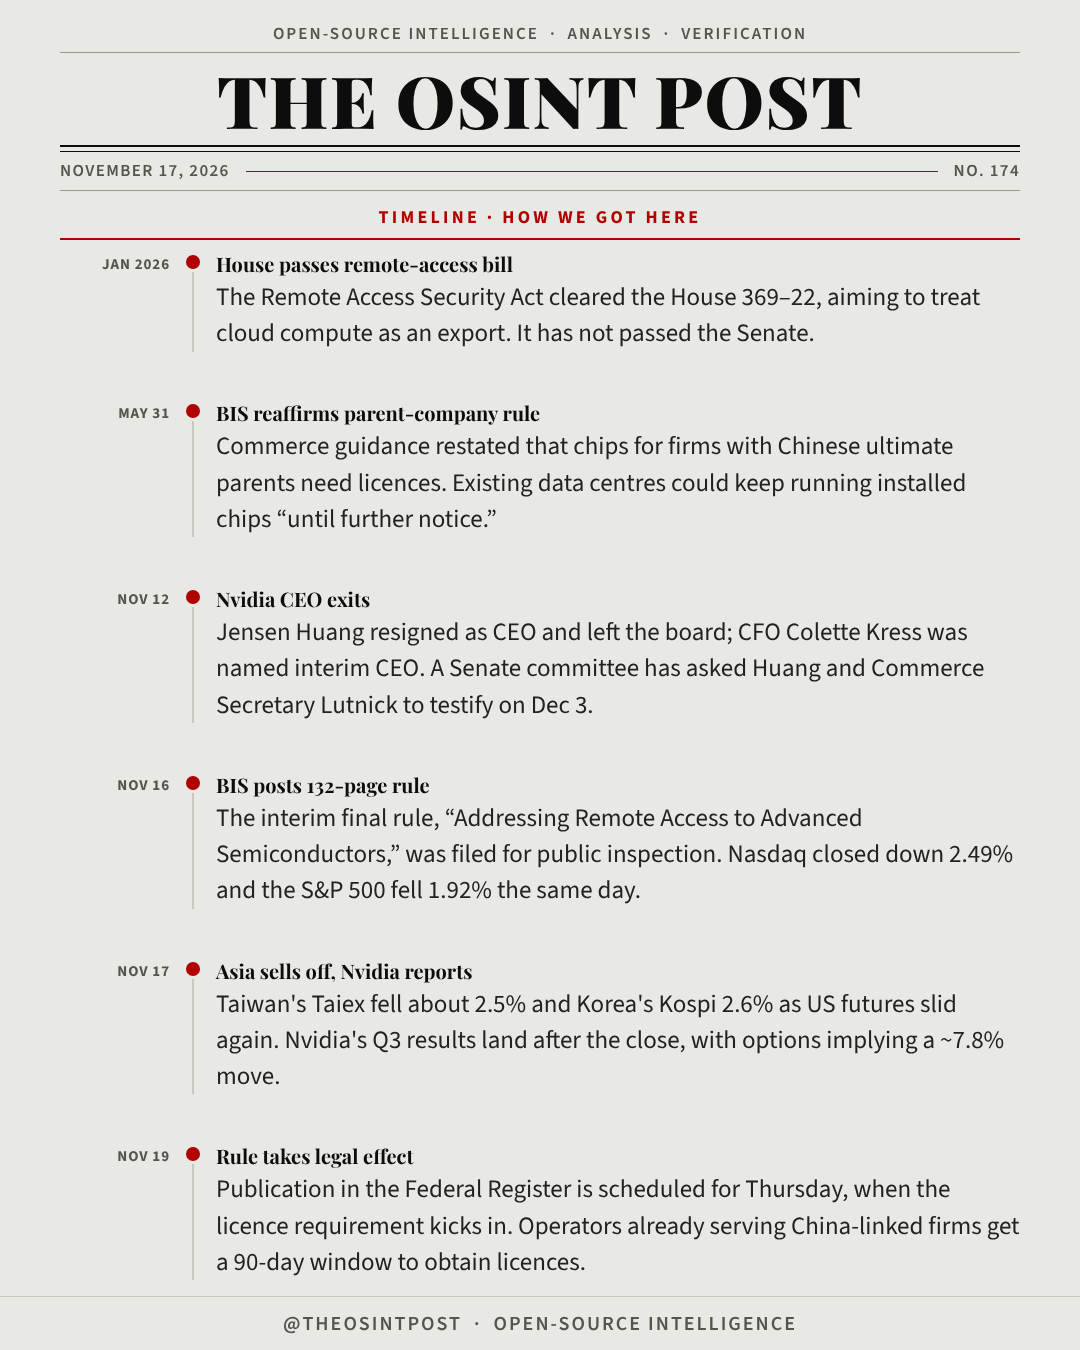 OPEN-SOURCE INTELLIGENCE · ANALYSIS · VERIFICATION
THE OSINT POST
NOVEMBER 17, 2026
NO. 174
TIMELINE · HOW WE GOT HERE
JAN 2026
House passes remote-access bill
The Remote Access Security Act cleared the House 369–22, aiming to treat
cloud compute as an export. It has not passed the Senate.
MAY 31
BIS reaffirms parent-company rule
Commerce guidance restated that chips for firms with Chinese ultimate
parents need licences. Existing data centres could keep running installed
chips “until further notice.”
NOV 12
Nvidia CEO exits
Jensen Huang resigned as CEO and left the board; CFO Colette Kress was
named interim CEO. A Senate committee has asked Huang and Commerce
Secretary Lutnick to testify on Dec 3.
NOV 16
BIS posts 132-page rule
The interim final rule, “Addressing Remote Access to Advanced
Semiconductors,” was filed for public inspection. Nasdaq closed down 2.49%
and the S&P 500 fell 1.92% the same day.
NOV 17
Asia sells off, Nvidia reports
Taiwan's Taiex fell about 2.5% and Korea's Kospi 2.6% as US futures slid
again. Nvidia's Q3 results land after the close, with options implying a ~7.8%
move.
NOV 19
Rule takes legal effect
Publication in the Federal Register is scheduled for Thursday, when the
licence requirement kicks in. Operators already serving China-linked firms get
a 90-day window to obtain licences.
@THEOSINTPOST · OPEN-SOURCE INTELLIGENCE